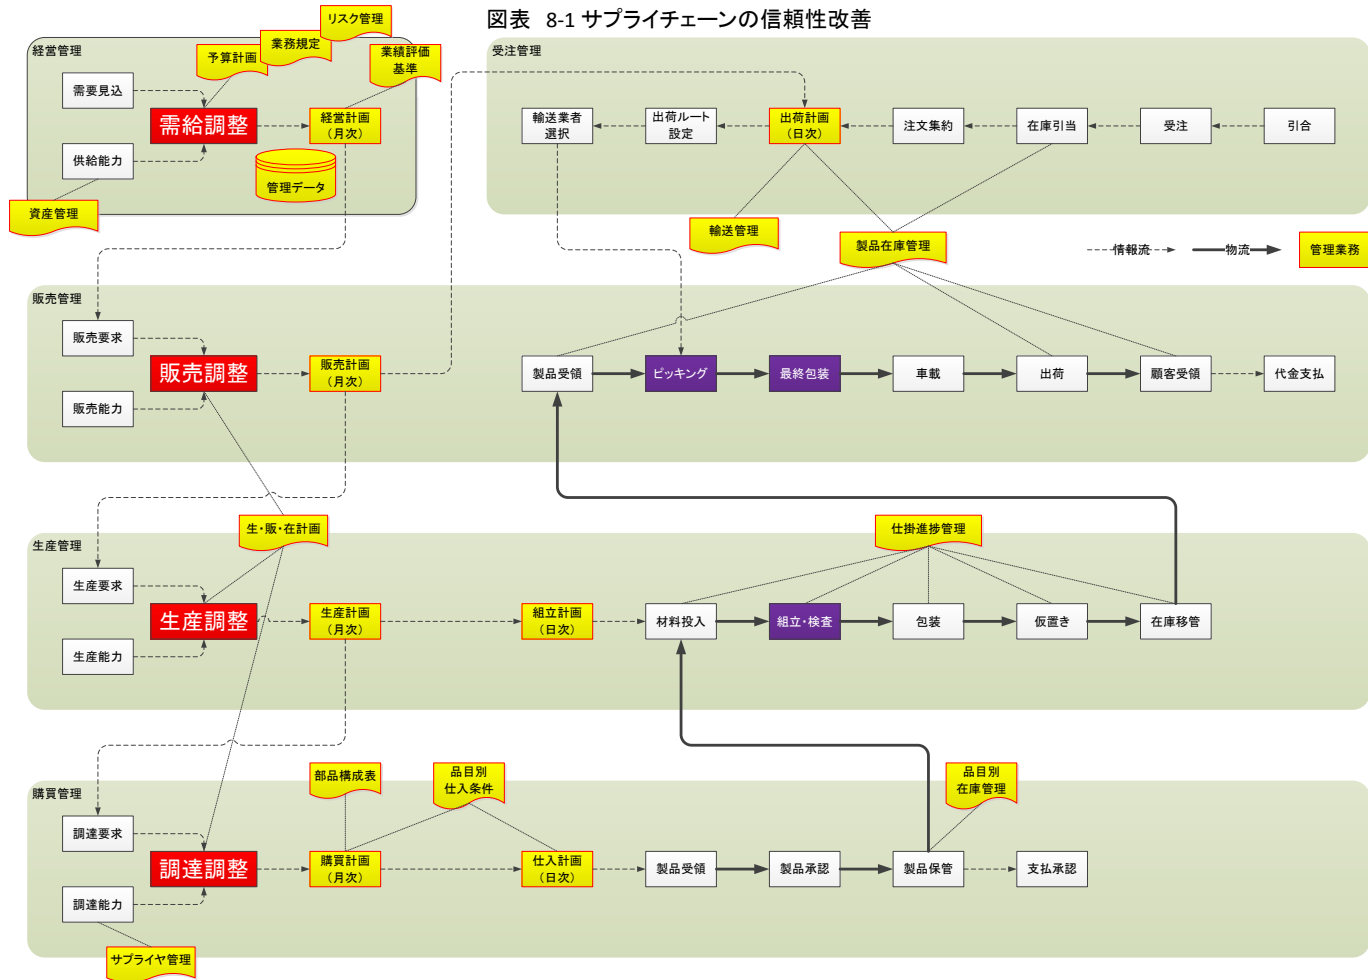 図表 8-1 サプライチェーンの信頼性改善
リスク管理
業務規定
予算計画
業績評価
基準
経営管理
需要見込
需給調整
経営計画
（月次）
供給能力
管理データ
資産管理
受注管理
輸送業者
選択
出荷ルート
設定
出荷計画
（日次）
注文集約
在庫引当
受注
引合
輸送管理
製品在庫管理
情報流
物流
管理業務
販売管理
販売要求
販売調整
販売計画
（月次）
販売能力
製品受領
ピッキング
最終包装
車載
出荷
顧客受領
代金支払
生・販・在計画
仕掛進捗管理
生産管理
生産要求
生産調整
生産計画
（月次）
生産能力
組立計画
（日次）
材料投入
組立・検査
包装
仮置き
在庫移管
部品構成表
品目別
仕入条件
品目別
在庫管理
購買管理
調達要求
調達調整
購買計画
（月次）
調達能力
仕入計画
（日次）
製品受領
製品承認
製品保管
支払承認
サプライヤ管理